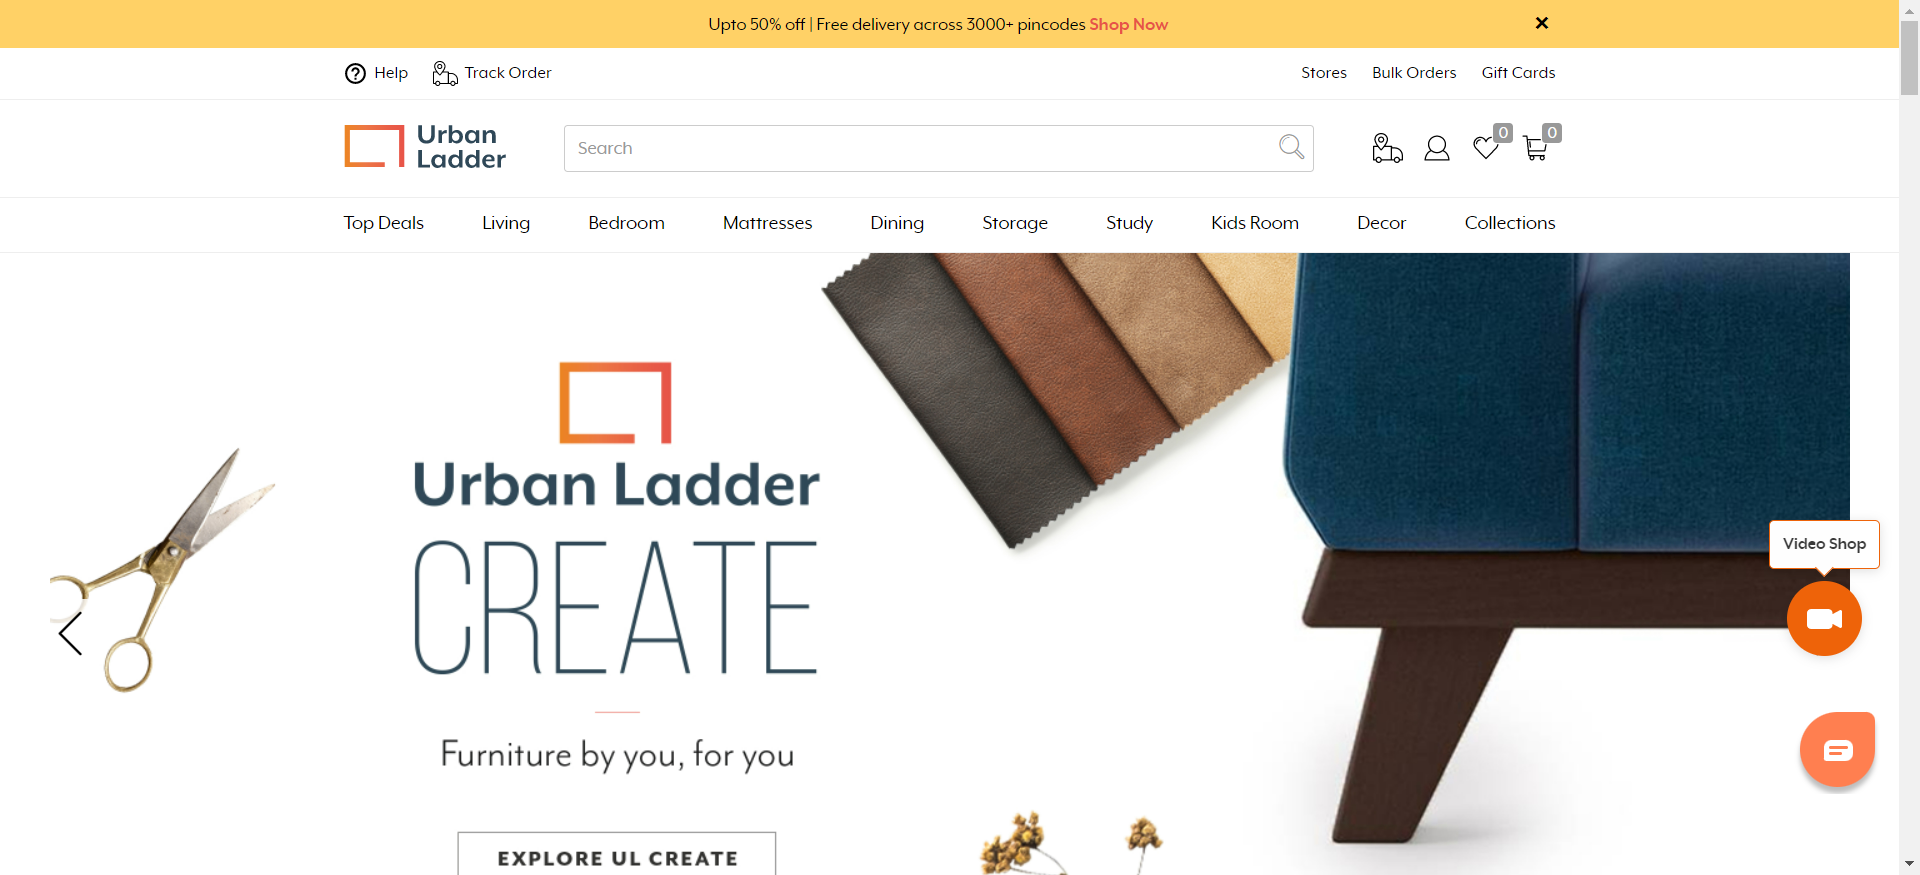 Upto 50% off | Free delivery across 3000+ pincodes Shop Now
Help
Track Order
Stores
Bulk Orders
Gift Cards
Urban
Ladder
Search
0
0
Top Deals
Living
Bedroom
Mattresses
Dining
Storage
Study
Kids Room
Decor
Collections
Urban Ladder
CREATE
Furniture by you, for you
EXPLORE UL CREATE
Video Shop